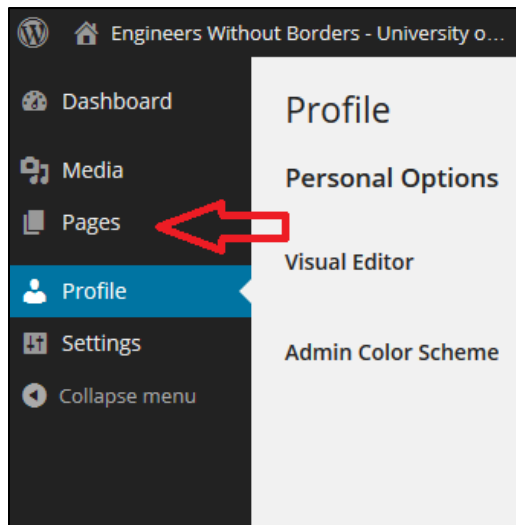 Engineers Without Borders - University o...
Dashboard
Media
Pages
Profile
Settings
Collapse menu
Profile
Personal Options
Visual Editor
Admin Color Scheme